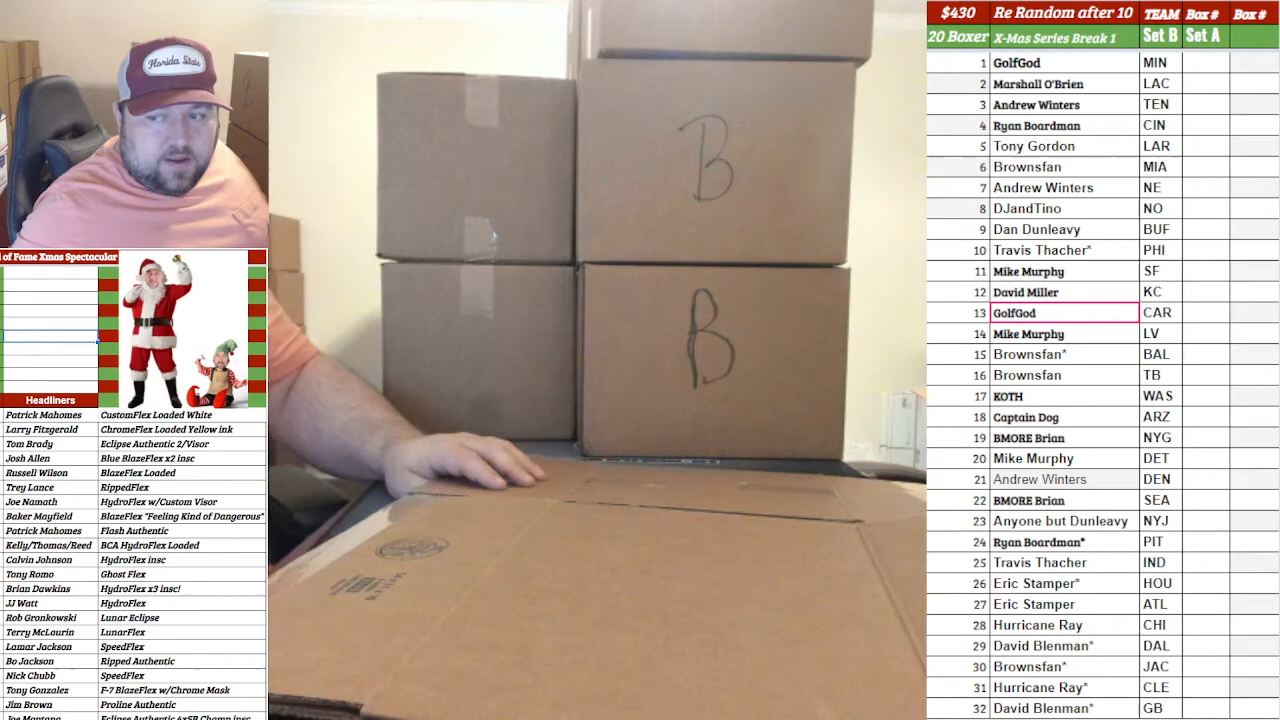 Florida State
B
B
of Fame Xmas Spectacular
Headliners
Patrick Mahomes CustomFlex Loaded White
Larry Fitzgerald ChromeFlex Loaded Yellow ink
Tom Brady Eclipse Authentic 2/Visor
Josh Allen Blue BlazeFlex x2 insc
Russell Wilson BlazeFlex Loaded
Trey Lance RippedFlex
Joe Namath HydroFlex w/Custom Visor
Baker Mayfield BlazeFlex "Feeling Kind of Dangerous"
Patrick Mahomes Flash Authentic
Kelly/Thomas/Reed BCA HydroFlex Loaded
Calvin Johnson HydroFlex insc
Tony Romo Ghost Flex
Brian Dawkins HydroFlex x3 insc!
JJ Watt HydroFlex
Rob Gronkowski Lunar Eclipse
Terry McLaurin LunarFlex
Lamar Jackson SpeedFlex
Bo Jackson Ripped Authentic
Nick Chubb SpeedFlex
Tony Gonzalez F-7 BlazeFlex w/Chrome Mask
Jim Brown Proline Authentic
Joe Montana Eclipse Authentic 4xSB Champ insc
$430 Re Random after 10 TEAM Box # Box #
20 Boxer X-Mas Series Break 1 Set B Set A
1 GolfGod MIN
2 Marshall O'Brien LAC
3 Andrew Winters TEN
4 Ryan Boardman CIN
5 Tony Gordon LAR
6 Brownsfan MIA
7 Andrew Winters NE
8 DJandTino NO
9 Dan Dunleavy BUF
10 Travis Thacher* PHI
11 Mike Murphy SF
12 David Miller KC
13 GolfGod CAR
14 Mike Murphy LV
15 Brownsfan* BAL
16 Brownsfan TB
17 KOTH WAS
18 Captain Dog ARZ
19 BMORE Brian NYG
20 Mike Murphy DET
21 Andrew Winters DEN
22 BMORE Brian SEA
23 Anyone but Dunleavy NYJ
24 Ryan Boardman* PIT
25 Travis Thacher IND
26 Eric Stamper* HOU
27 Eric Stamper ATL
28 Hurricane Ray CHI
29 David Blenman* DAL
30 Brownsfan* JAC
31 Hurricane Ray* CLE
32 David Blenman* GB